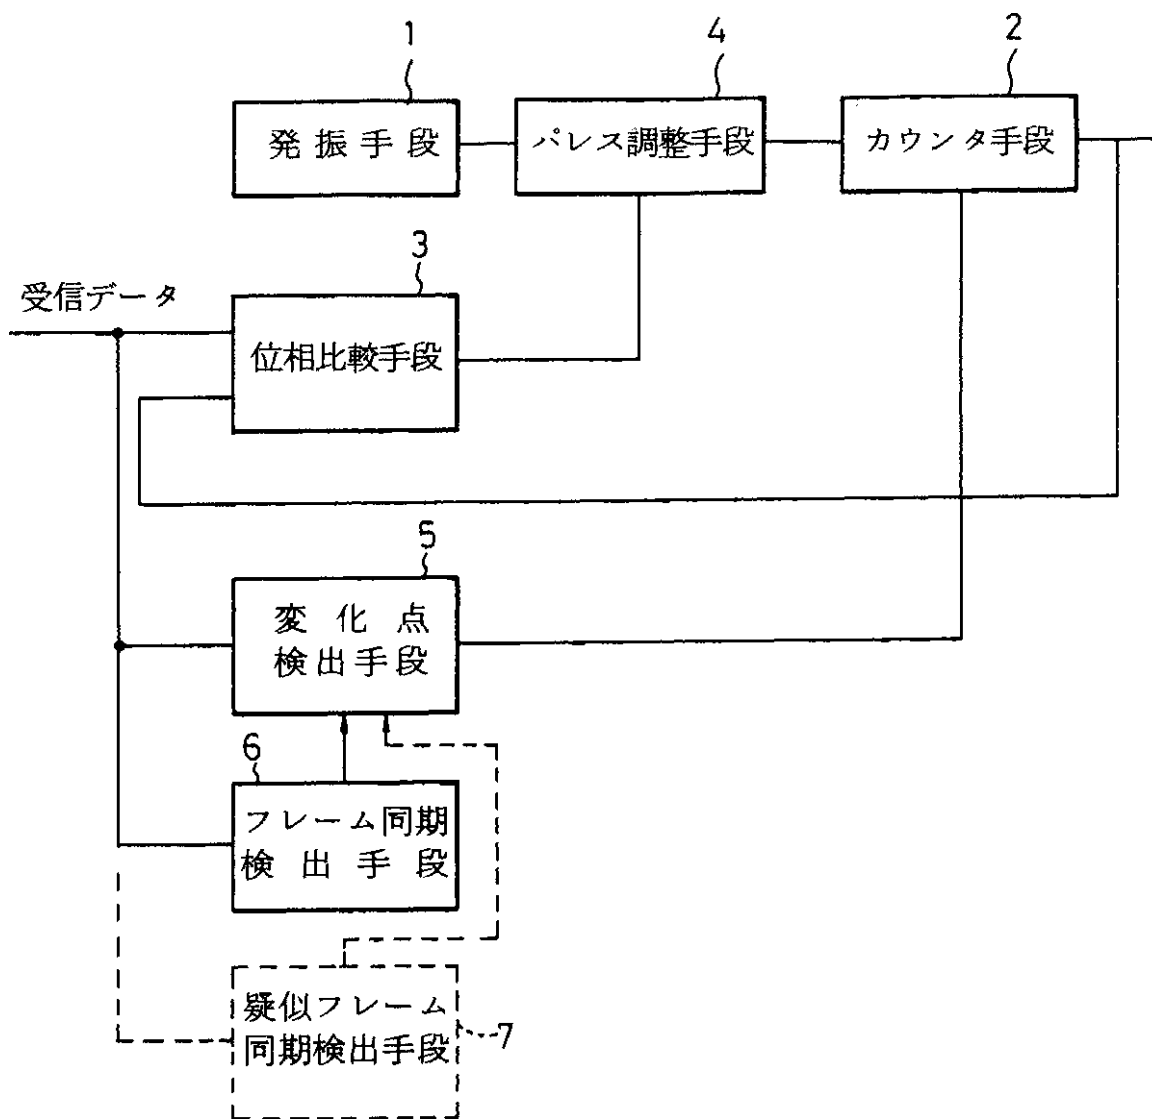 1
4
2
発振手段
パレス調整手段
カウンタ手段
3
受信データ
位相比較手段
5
変化点
検出手段
6
フレーム同期
検出手段
疑似フレーム
同期検出手段
7